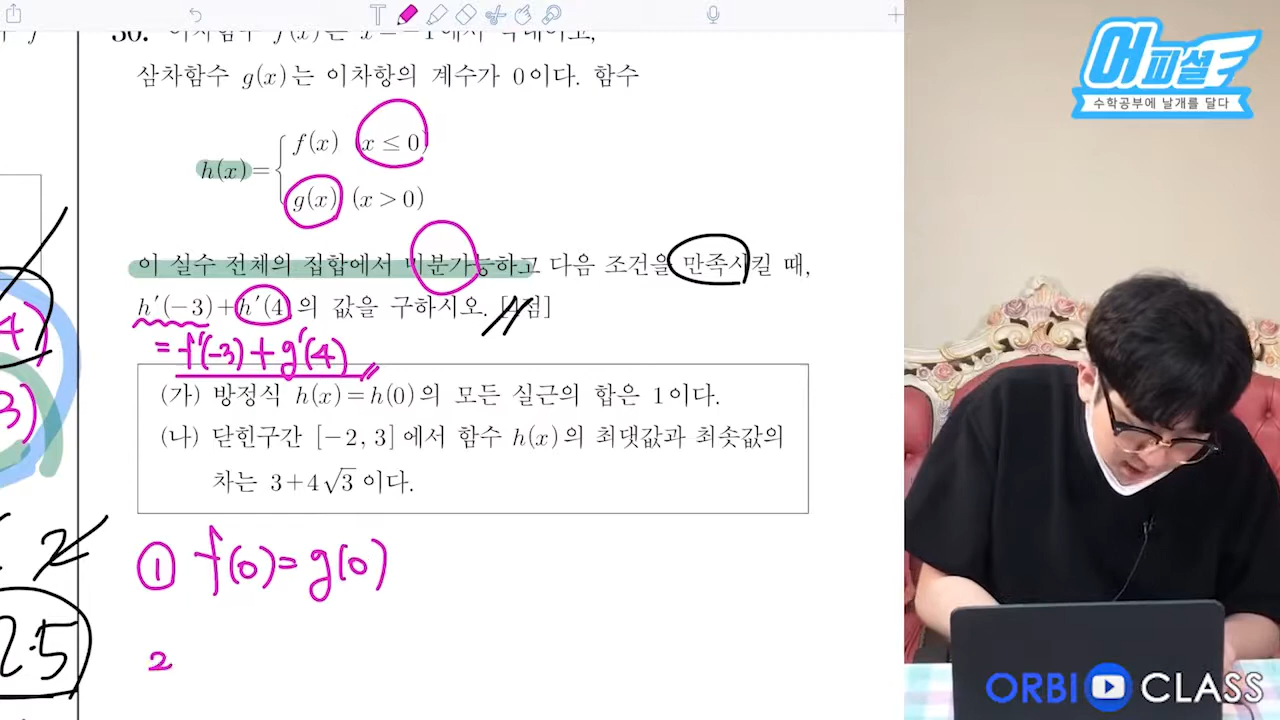 30. 이차함수 f(x)는 x=-1에서 극대이고,
삼차함수 g(x)는 이차항의 계수가 0이다. 함수
h(x)= f(x) (x≤0)
g(x) (x>0)
이 실수 전체의 집합에서 미분가능하고 다음 조건을 만족시킬 때,
h′(-3)+h′(4)의 값을 구하시오. [4점]
= f′(-3)+g′(4)
(가) 방정식 h(x)=h(0)의 모든 실근의 합은 1이다.
(나) 닫힌구간 [-2, 3]에서 함수 h(x)의 최댓값과 최솟값의
차는 3+4√3이다.
① f(0)=g(0)
2
4)
3)
2.5
어피셜
수학공부에 날개를 달다
ORBI CLASS